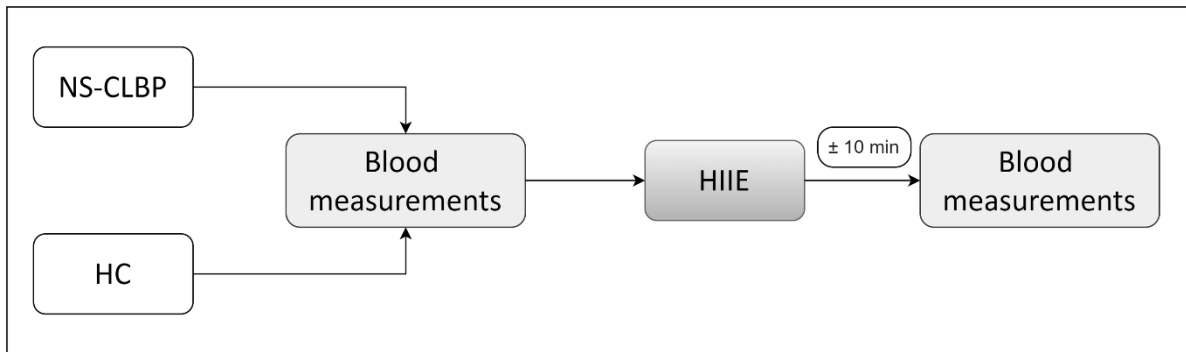 NS-CLBP
HC
Blood
measurements
HIIE
± 10 min
Blood
measurements